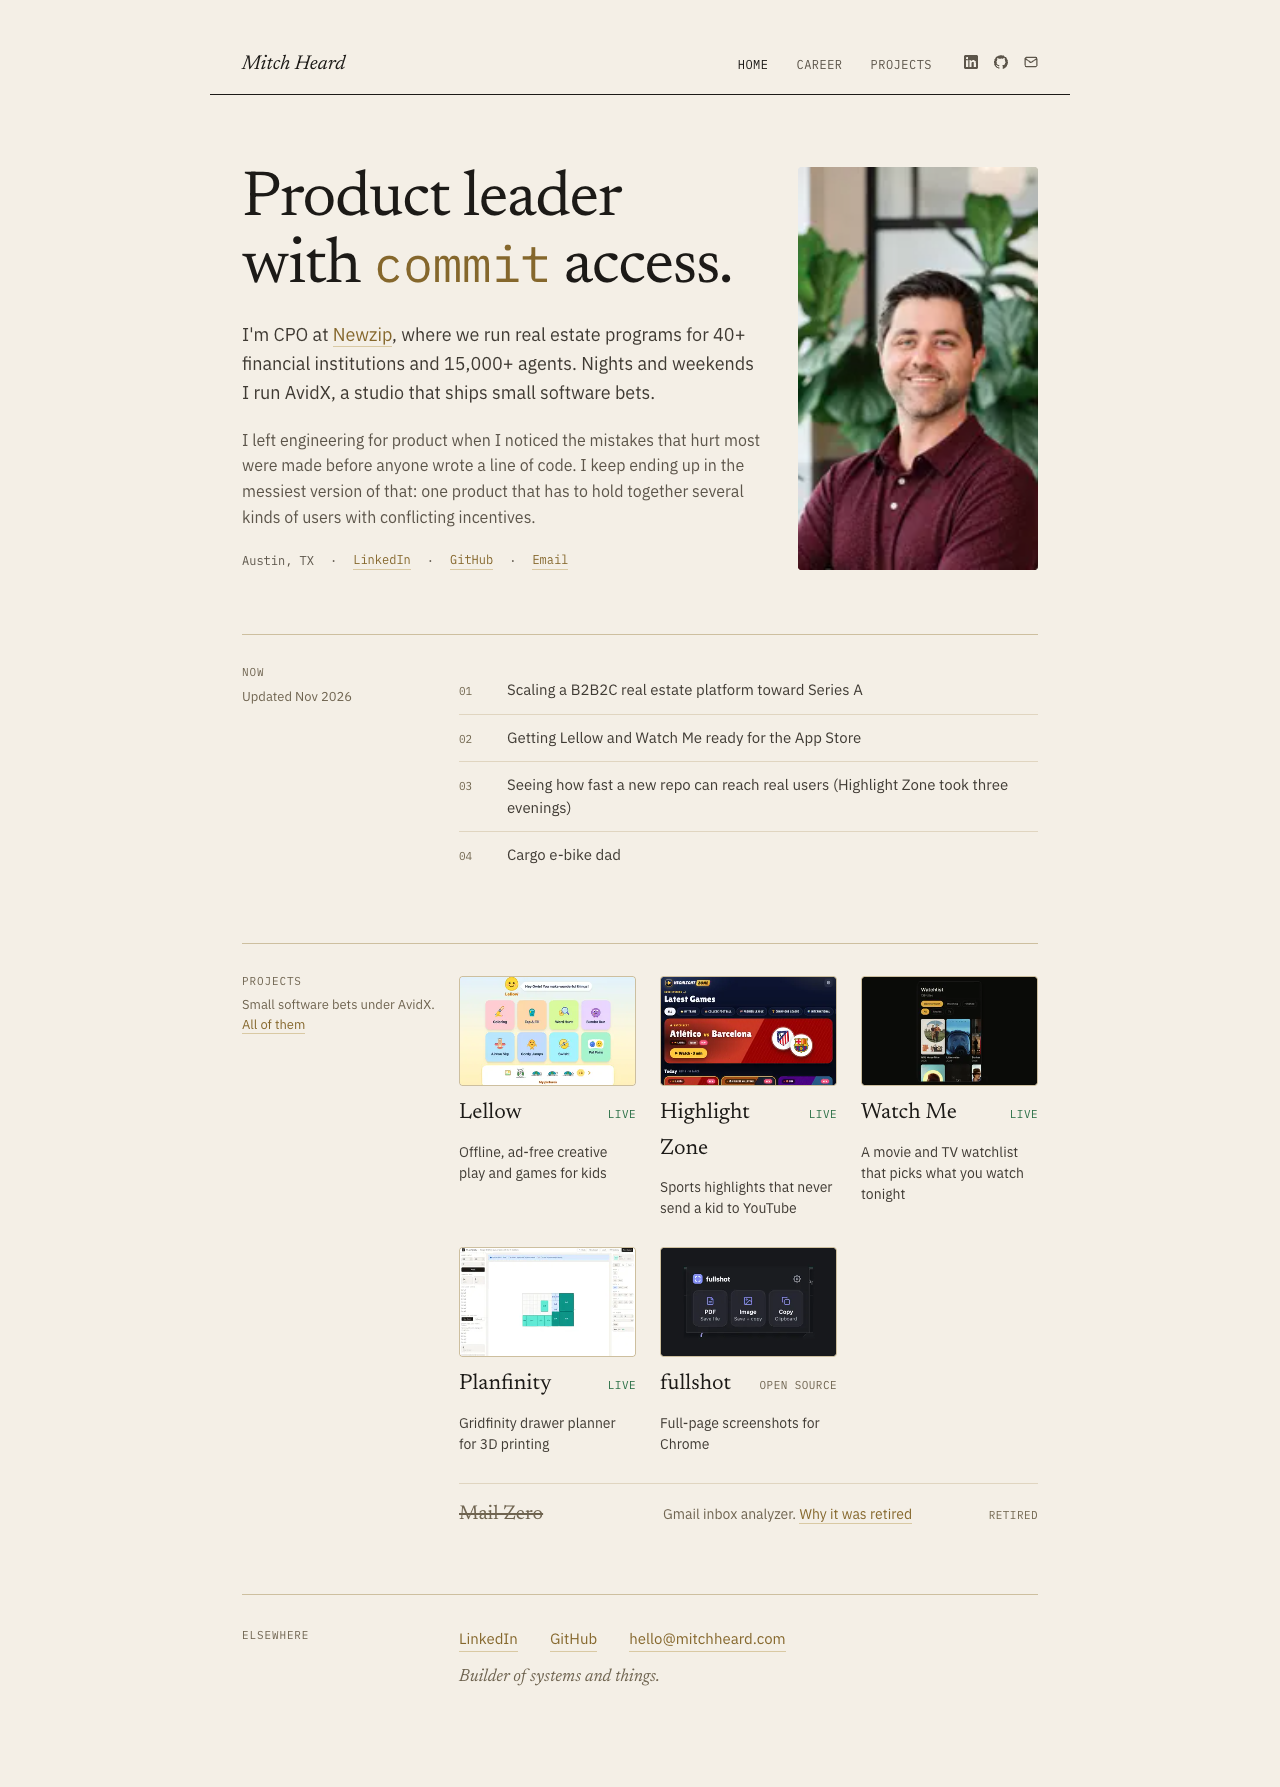 Mitch Heard
HOME CAREER PROJECTS
Product leader
with commit access.
I'm CPO at Newzip, where we run real estate programs for 40+
financial institutions and 15,000+ agents. Nights and weekends
I run AvidX, a studio that ships small software bets.
I left engineering for product when I noticed the mistakes that hurt most
were made before anyone wrote a line of code. I keep ending up in the
messiest version of that: one product that has to hold together several
kinds of users with conflicting incentives.
Austin, TX · LinkedIn · GitHub · Email
NOW
Updated Nov 2026
01 Scaling a B2B2C real estate platform toward Series A
02 Getting Lellow and Watch Me ready for the App Store
03 Seeing how fast a new repo can reach real users (Highlight Zone took three
evenings)
04 Cargo e-bike dad
PROJECTS
Small software bets under AvidX.
All of them
Lellow
Latest Games
Atlético vs Barcelona
Watch · 8 min
Today
Watchlist
Lellow LIVE
Offline, ad-free creative
play and games for kids
Highlight LIVE
Zone
Sports highlights that never
send a kid to YouTube
Watch Me LIVE
A movie and TV watchlist
that picks what you watch
tonight
fullshot
PDF Image Copy
Save file Save + copy Clipboard
Planfinity LIVE
Gridfinity drawer planner
for 3D printing
fullshot OPEN SOURCE
Full-page screenshots for
Chrome
Mail Zero Gmail inbox analyzer. Why it was retired RETIRED
ELSEWHERE
LinkedIn GitHub hello@mitchheard.com
Builder of systems and things.